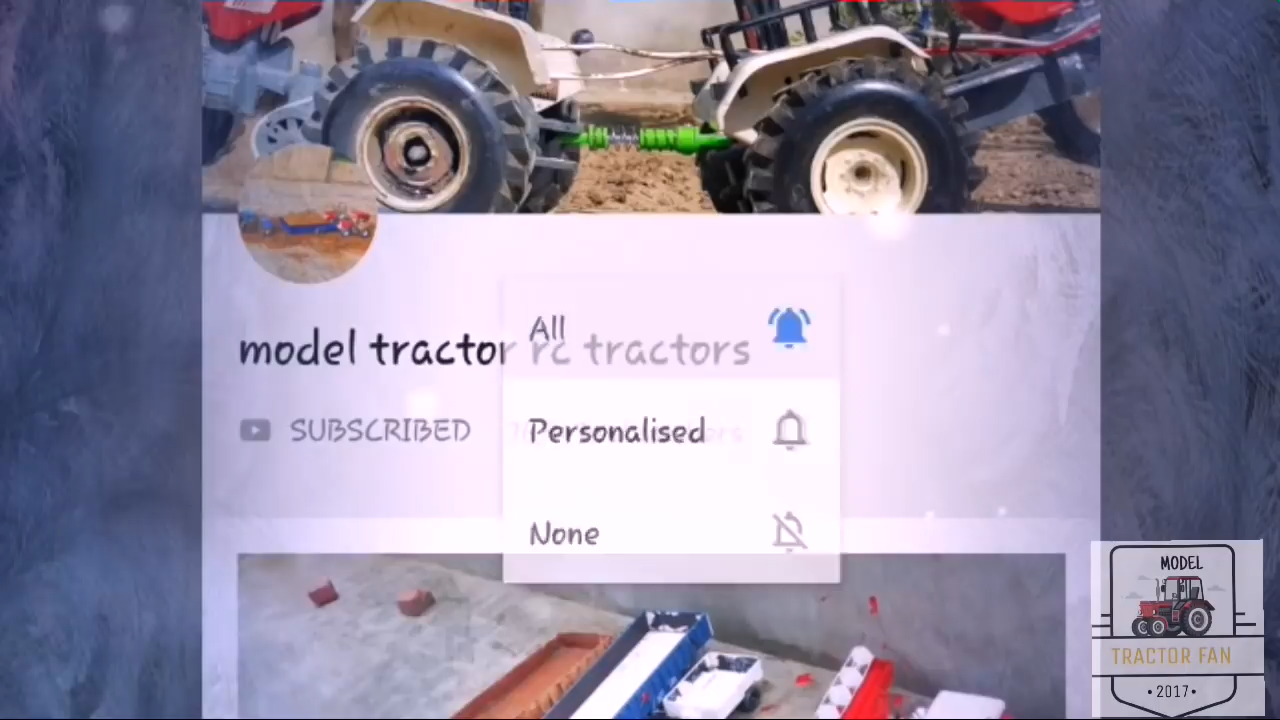 model tractor rc tractors
All
SUBSCRIBED
Personalised
None
MODEL
TRACTOR FAN
•2017•